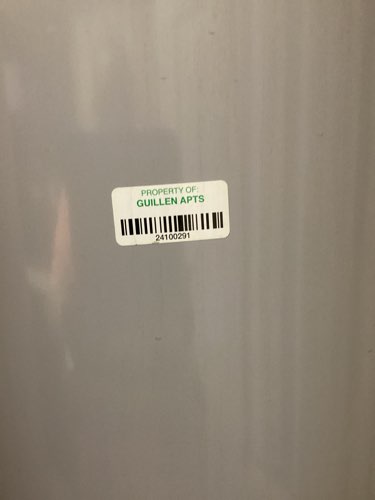 PROPERTY OF:
GUILLEN APTS
24100291